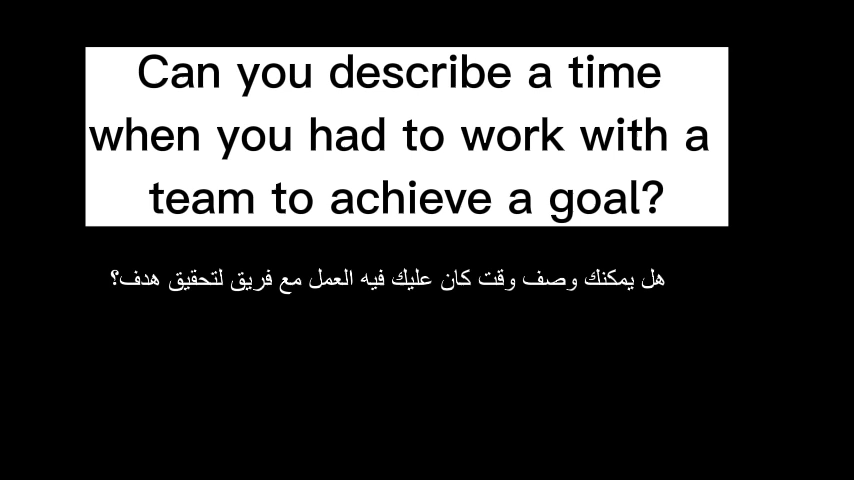 Can you describe a time
when you had to work with a
team to achieve a goal?
هل يمكنك وصف وقت كان عليك فيه العمل مع فريق لتحقيق هدف؟